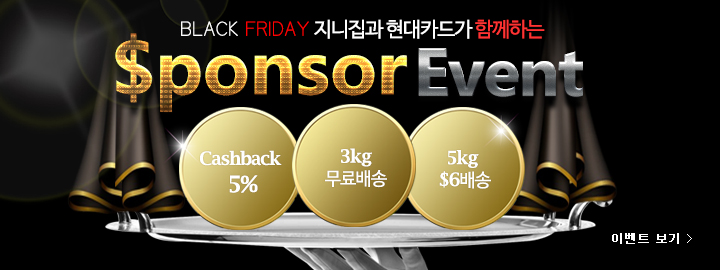 BLACK FRIDAY 지니집과 현대카드가 함께하는
$ponsor Event
Cashback
5%
3kg
무료배송
5kg
$6배송
이벤트 보기 >